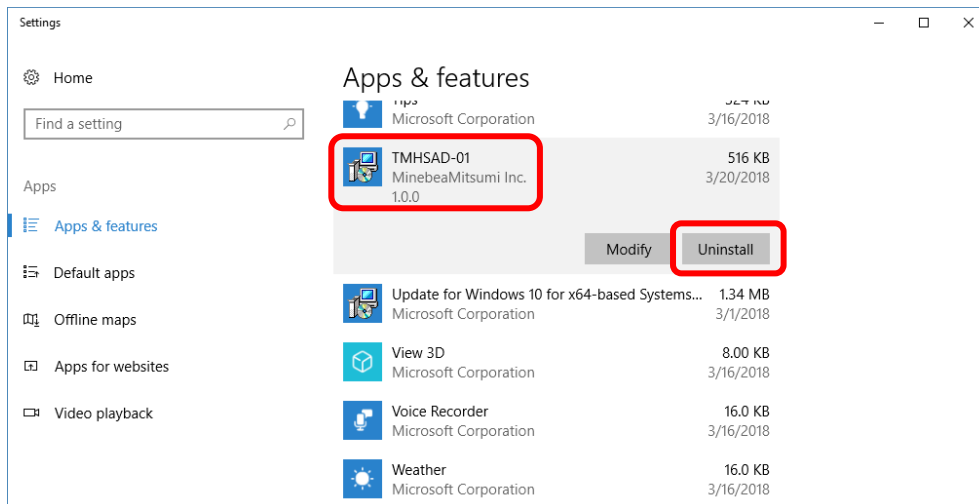 Settings
Home
Find a setting
Apps
Apps & features
Default apps
Offline maps
Apps for websites
Video playback
Apps & features
Tips 324 KB
Microsoft Corporation 3/16/2018
TMHSAD-01 516 KB
MinebeaMitsumi Inc. 3/20/2018
1.0.0
Modify Uninstall
Update for Windows 10 for x64-based Systems... 1.34 MB
Microsoft Corporation 3/1/2018
View 3D 8.00 KB
Microsoft Corporation 3/16/2018
Voice Recorder 16.0 KB
Microsoft Corporation 3/16/2018
Weather 16.0 KB
Microsoft Corporation 3/16/2018